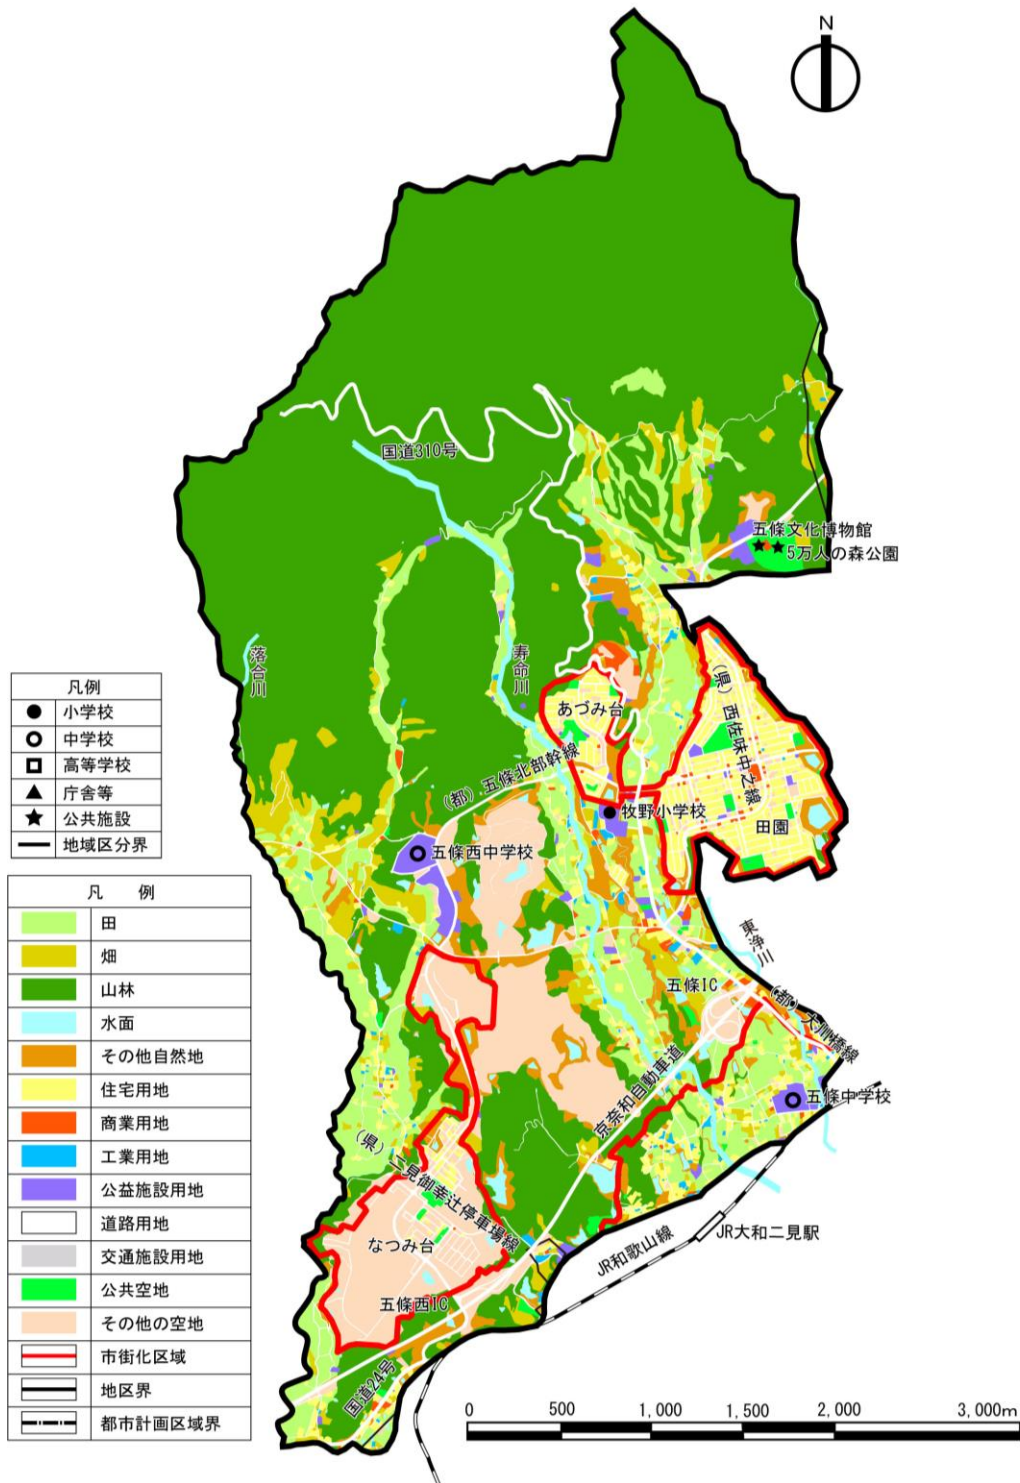 N
国道310号
五條文化博物館
5万人の森公園
落合川
寿命川
あづみ台
(県)西佐味中之線
(都)五條北部幹線
牧野小学校
田園
五條西中学校
東浄川
五條IC
(都)大川橋線
京奈和自動車道
五條中学校
(県)二見御幸辻停車場線
なつみ台
JR大和二見駅
JR和歌山線
五條西IC
国道24号
凡例
小学校
中学校
高等学校
庁舎等
公共施設
地域区分界
凡 例
田
畑
山林
水面
その他自然地
住宅用地
商業用地
工業用地
公益施設用地
道路用地
交通施設用地
公共空地
その他の空地
市街化区域
地区界
都市計画区域界
0 500 1,000 1,500 2,000 3,000m